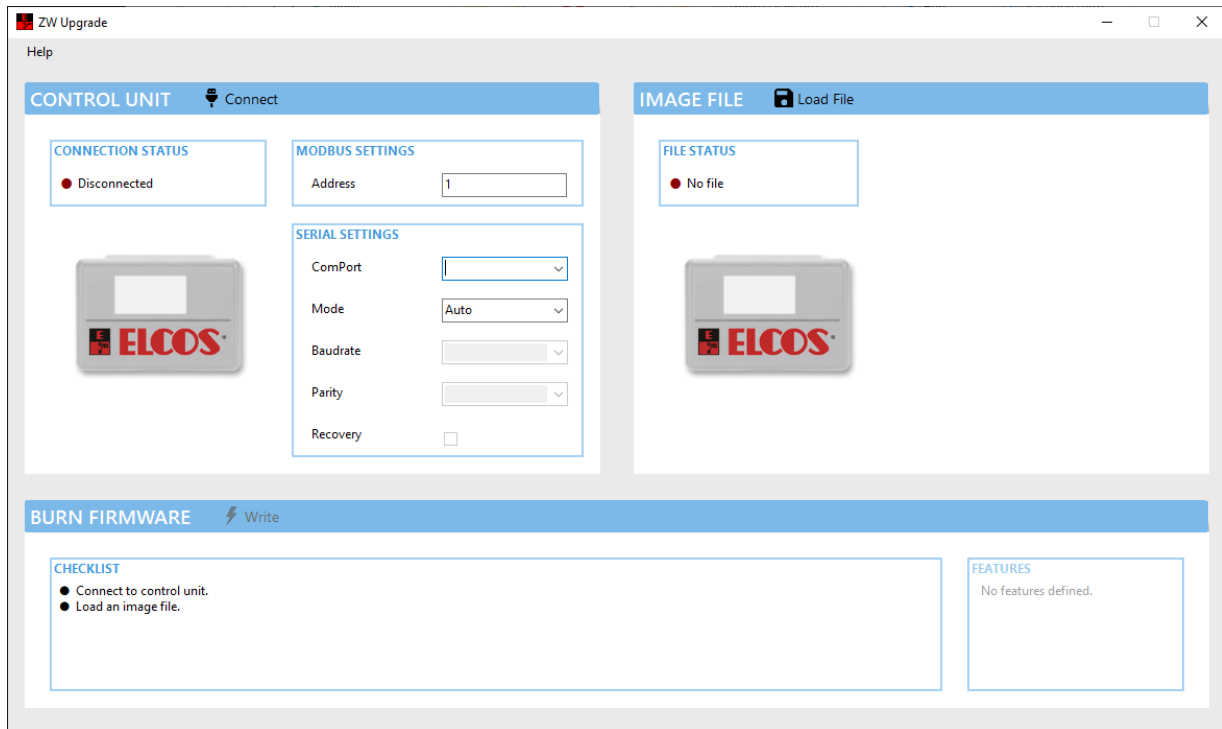 ZW Upgrade
Help
CONTROL UNIT Connect
CONNECTION STATUS
Disconnected
MODBUS SETTINGS
Address 1
SERIAL SETTINGS
ComPort
Mode Auto
Baudrate
Parity
Recovery
ELCOS
IMAGE FILE Load File
FILE STATUS
No file
ELCOS
BURN FIRMWARE Write
CHECKLIST
Connect to control unit.
Load an image file.
FEATURES
No features defined.